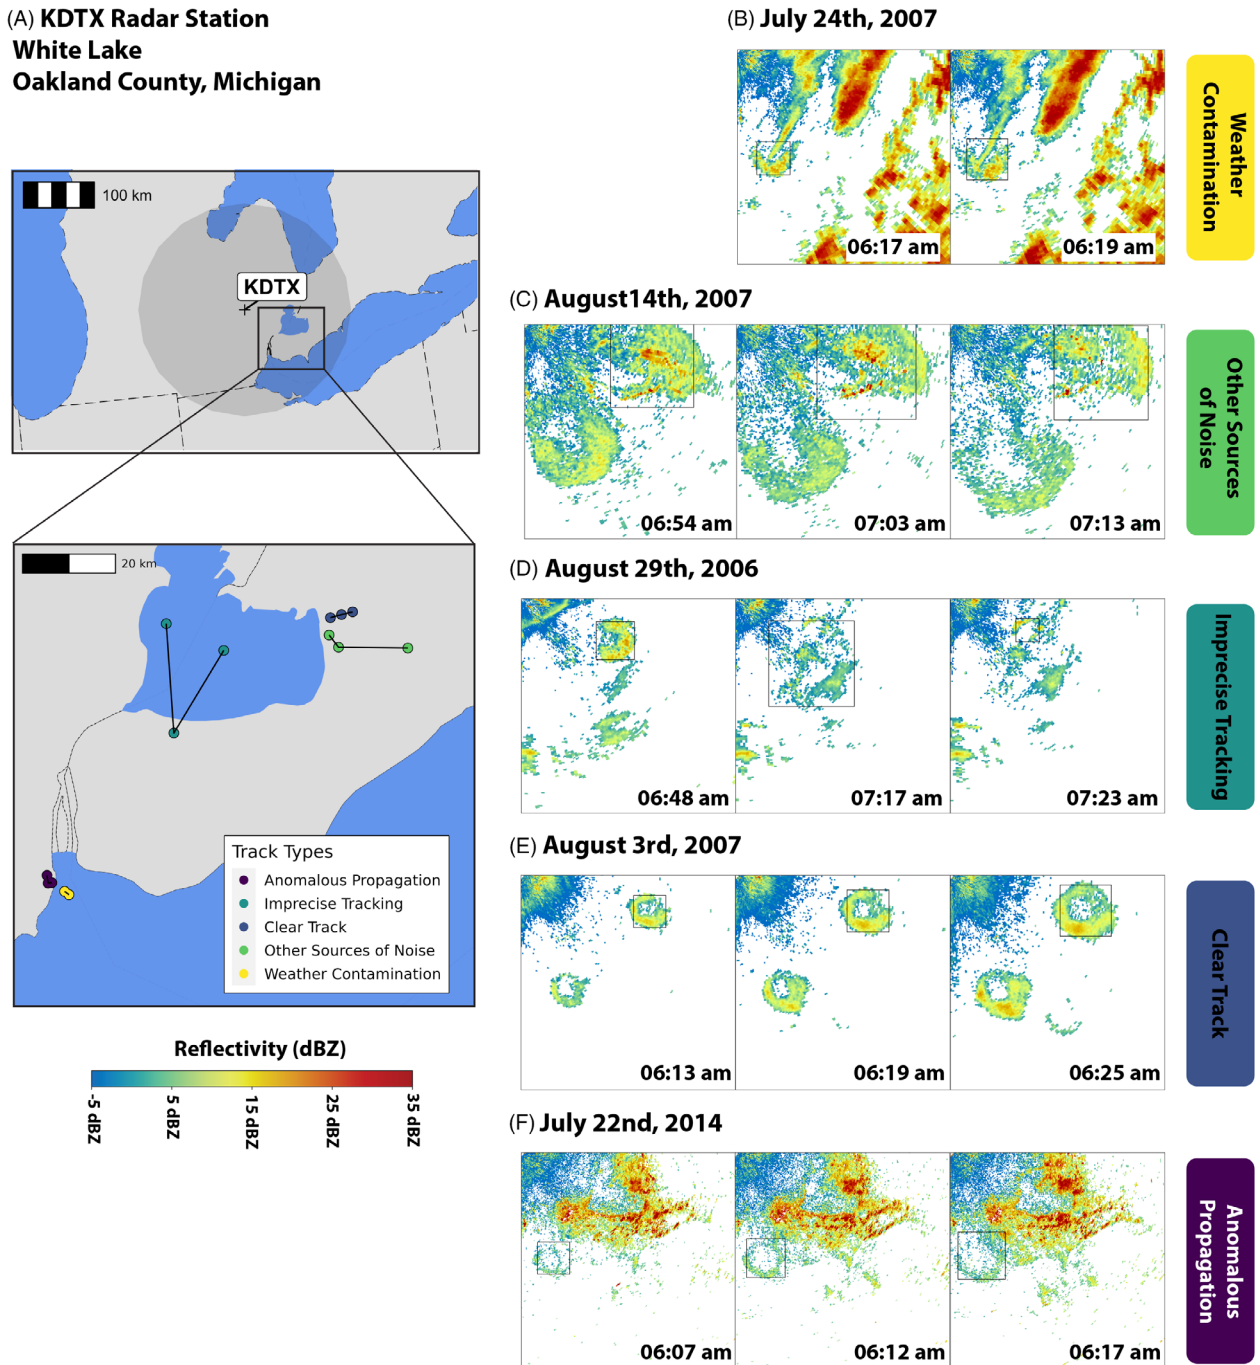 (A) KDTX Radar Station
White Lake
Oakland County, Michigan
100 km
KDTX
20 km
Track Types
Anomalous Propagation
Imprecise Tracking
Clear Track
Other Sources of Noise
Weather Contamination
Reflectivity (dBZ)
-5 dBZ
5 dBZ
15 dBZ
25 dBZ
35 dBZ
(B) July 24th, 2007
06:17 am
06:19 am
Weather
Contamination
(C) August14th, 2007
06:54 am
07:03 am
07:13 am
Other Sources
of Noise
(D) August 29th, 2006
06:48 am
07:17 am
07:23 am
Imprecise Tracking
(E) August 3rd, 2007
06:13 am
06:19 am
06:25 am
Clear Track
(F) July 22nd, 2014
06:07 am
06:12 am
06:17 am
Anomalous
Propagation